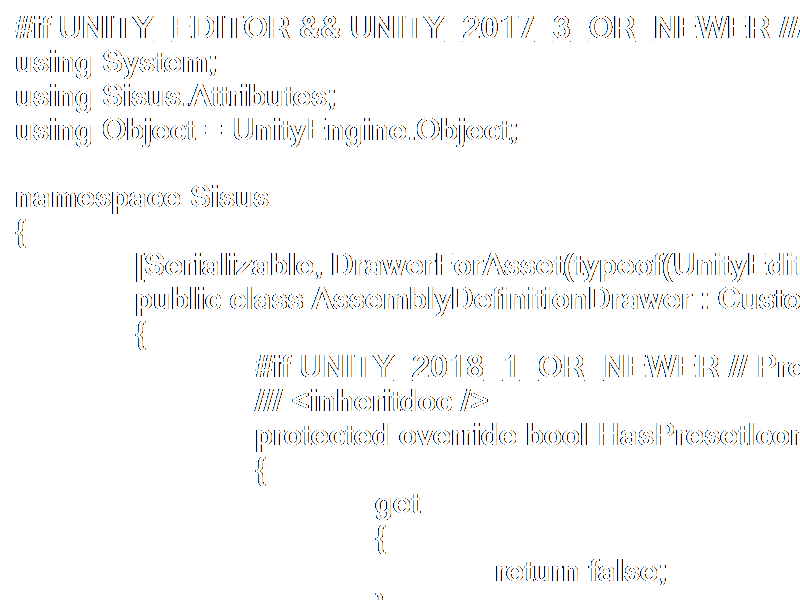 #if UNITY_EDITOR && UNITY_2017_3_OR_NEWER //
using System;
using Sisus.Attributes;
using Object = UnityEngine.Object;
namespace Sisus
{
[Serializable, DrawerForAsset(typeof(UnityEdit
public class AssemblyDefinitionDrawer : Custo
{
#if UNITY_2018_1_OR_NEWER // Pre
/// <inheritdoc />
protected override bool HasPresetIcon
{
get
{
return false;
}